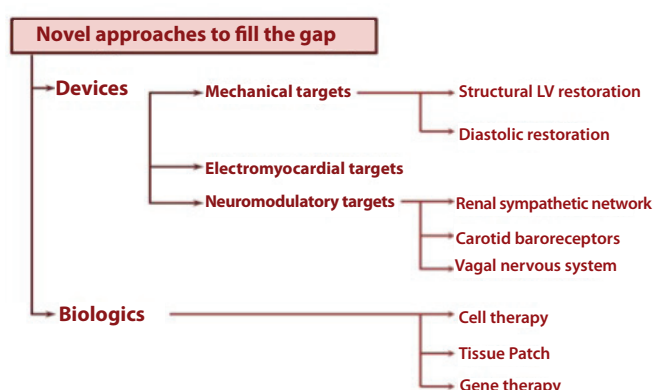 Novel approaches to fill the gap
Devices
Mechanical targets
Structural LV restoration
Diastolic restoration
Electromyocardial targets
Neuromodulatory targets
Renal sympathetic network
Carotid baroreceptors
Vagal nervous system
Biologics
Cell therapy
Tissue Patch
Gene therapy